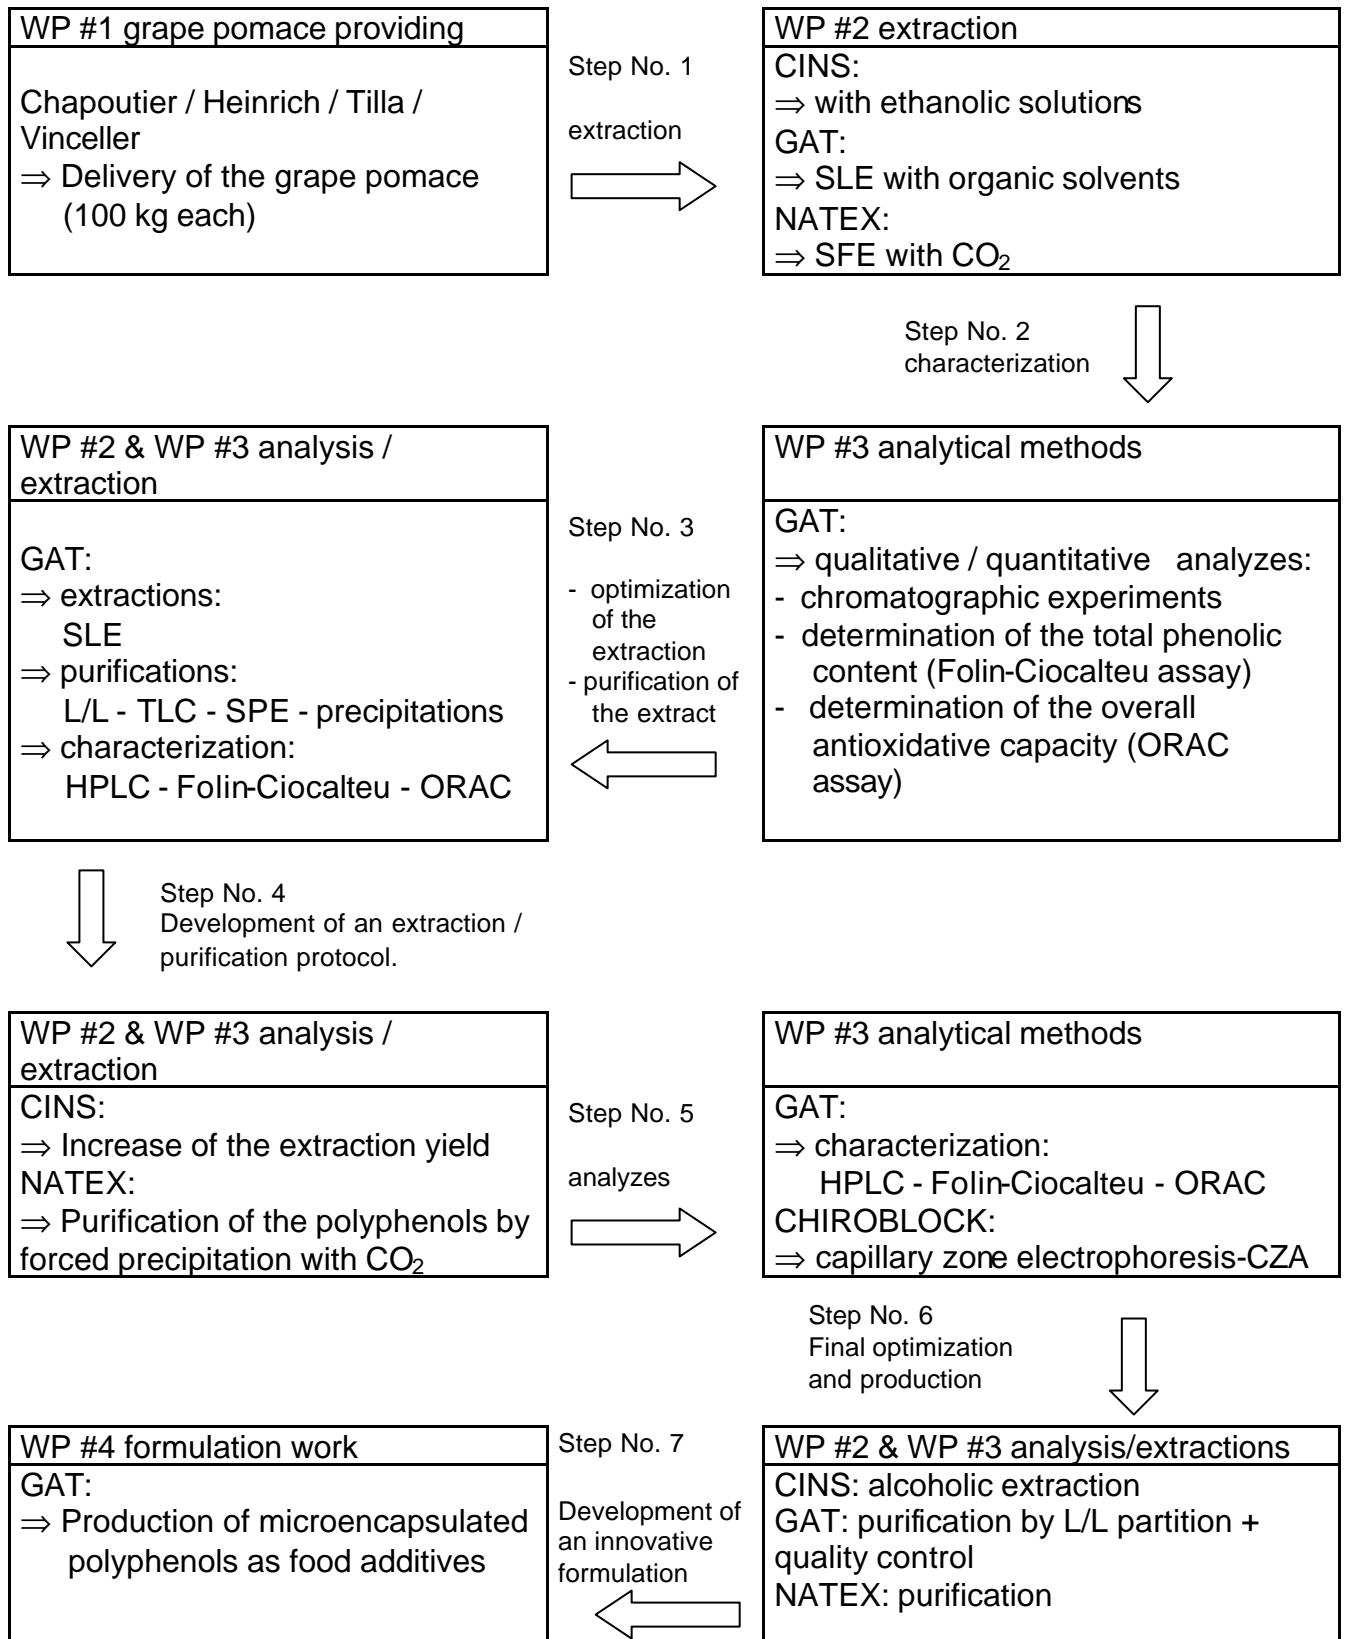 WP #1 grape pomace providing
Chapoutier / Heinrich / Tilla /
Vinceller
⇒ Delivery of the grape pomace
(100 kg each)
Step No. 1
extraction
WP #2 extraction
CINS:
⇒ with ethanolic solutions
GAT:
⇒ SLE with organic solvents
NATEX:
⇒ SFE with CO₂
Step No. 2
characterization
WP #3 analytical methods
GAT:
⇒ qualitative / quantitative analyzes:
- chromatographic experiments
- determination of the total phenolic
content (Folin-Ciocalteu assay)
- determination of the overall
antioxidative capacity (ORAC
assay)
Step No. 3
- optimization
of the
extraction
- purification of
the extract
WP #2 & WP #3 analysis /
extraction
GAT:
⇒ extractions:
SLE
⇒ purifications:
L/L - TLC - SPE - precipitations
⇒ characterization:
HPLC - Folin-Ciocalteu - ORAC
Step No. 4
Development of an extraction /
purification protocol.
WP #2 & WP #3 analysis /
extraction
CINS:
⇒ Increase of the extraction yield
NATEX:
⇒ Purification of the polyphenols by
forced precipitation with CO₂
Step No. 5
analyzes
WP #3 analytical methods
GAT:
⇒ characterization:
HPLC - Folin-Ciocalteu - ORAC
CHIROBLOCK:
⇒ capillary zone electrophoresis-CZA
Step No. 6
Final optimization
and production
WP #2 & WP #3 analysis/extractions
CINS: alcoholic extraction
GAT: purification by L/L partition +
quality control
NATEX: purification
Step No. 7
Development of
an innovative
formulation
WP #4 formulation work
GAT:
⇒ Production of microencapsulated
polyphenols as food additives